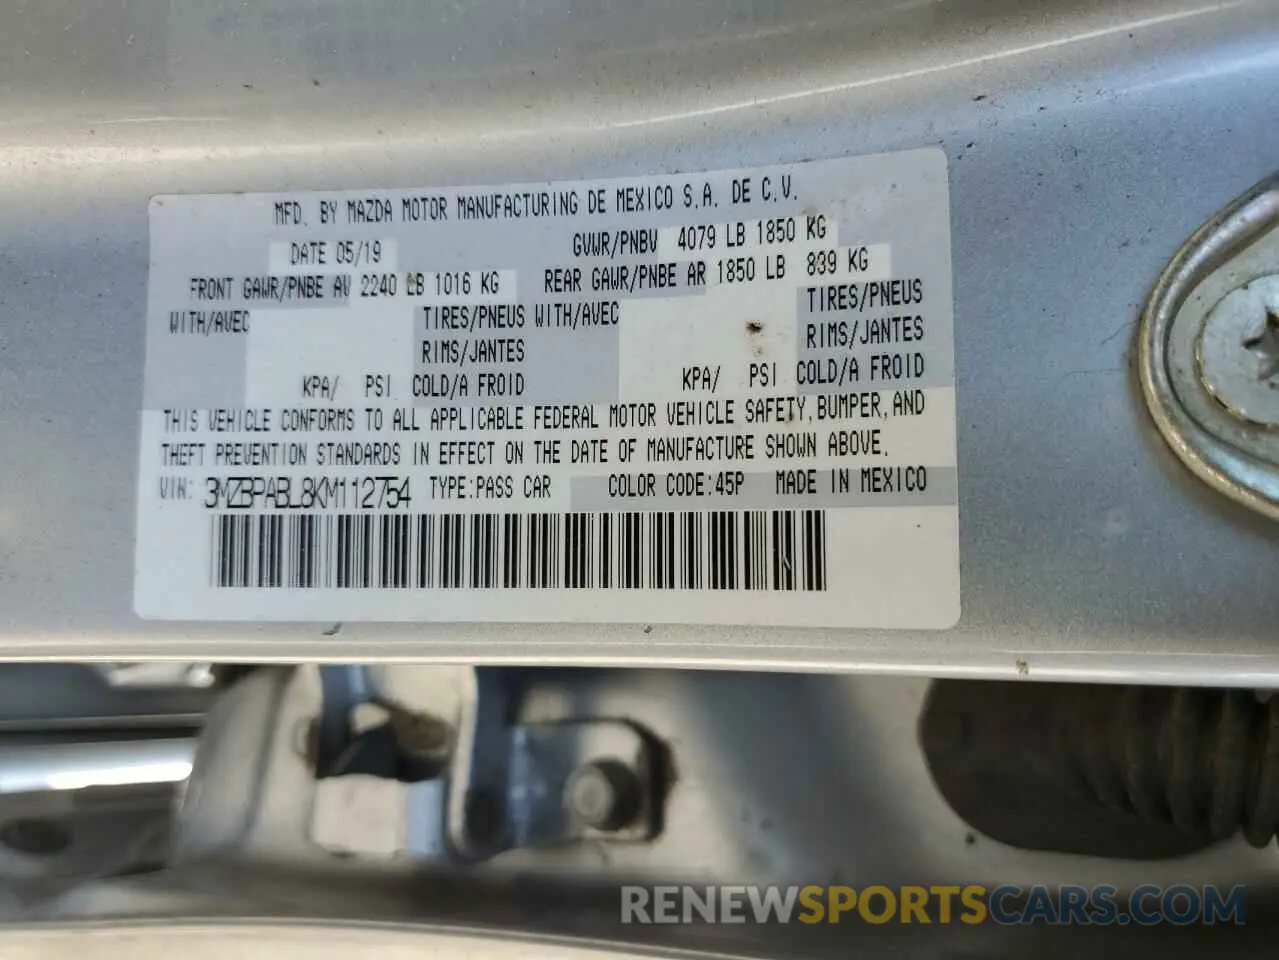 MFD. BY MAZDA MOTOR MANUFACTURING DE MEXICO S.A. DE C.V.
DATE 05/19 GVWR/PNBV 4079 LB 1850 KG
FRONT GAWR/PNBE AV 2240 LB 1016 KG REAR GAWR/PNBE AR 1850 LB 839 KG
WITH/AVEC TIRES/PNEUS WITH/AVEC TIRES/PNEUS
RIMS/JANTES RIMS/JANTES
KPA/ PSI COLD/A FROID KPA/ PSI COLD/A FROID
THIS VEHICLE CONFORMS TO ALL APPLICABLE FEDERAL MOTOR VEHICLE SAFETY, BUMPER, AND
THEFT PREVENTION STANDARDS IN EFFECT ON THE DATE OF MANUFACTURE SHOWN ABOVE.
VIN: 3MZBPABL8KM112754 TYPE:PASS CAR COLOR CODE:45P MADE IN MEXICO
RENEWSPORTSCARS.COM